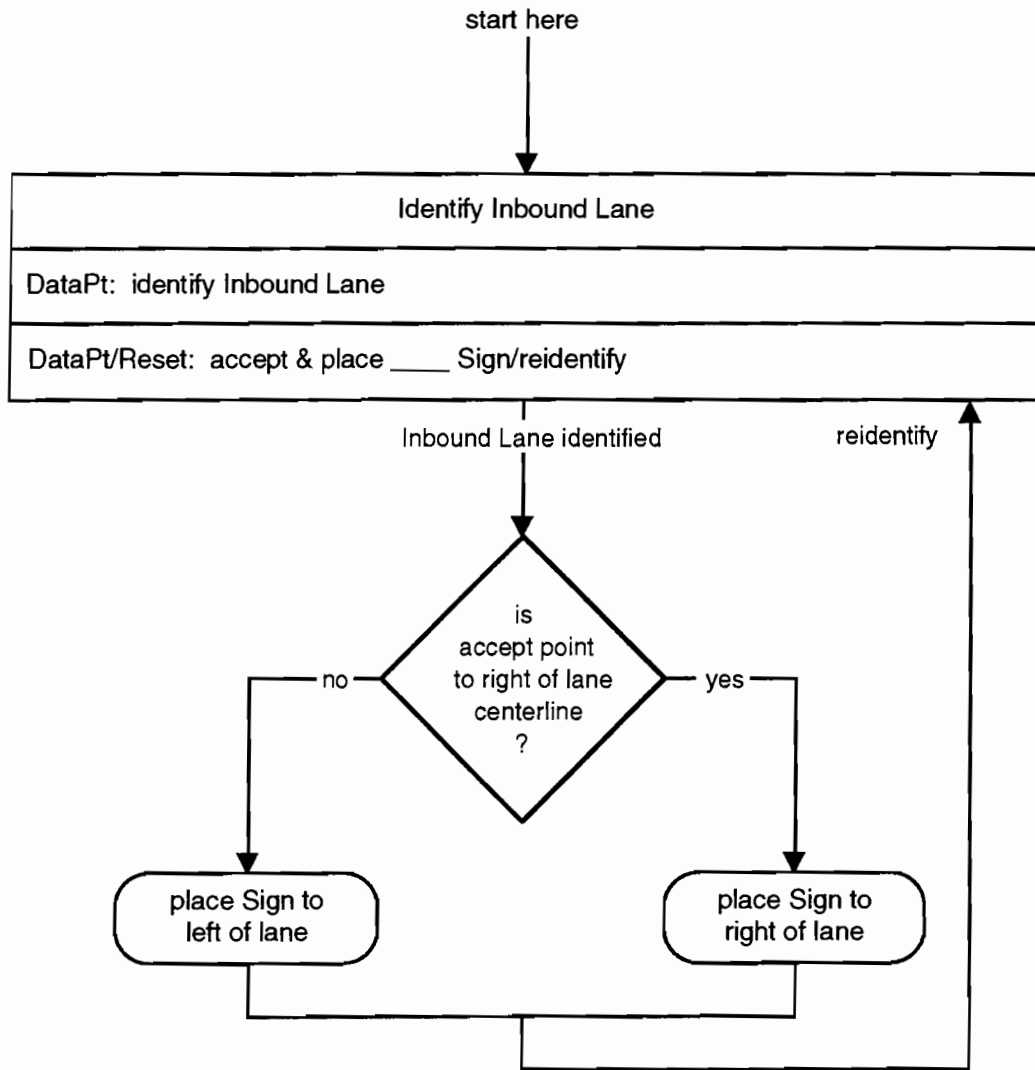 start here
Identify Inbound Lane
DataPt: identify Inbound Lane
DataPt/Reset: accept & place ____ Sign/reidentify
Inbound Lane identified
reidentify
is
accept point
to right of lane
centerline
?
no
yes
place Sign to
left of lane
place Sign to
right of lane